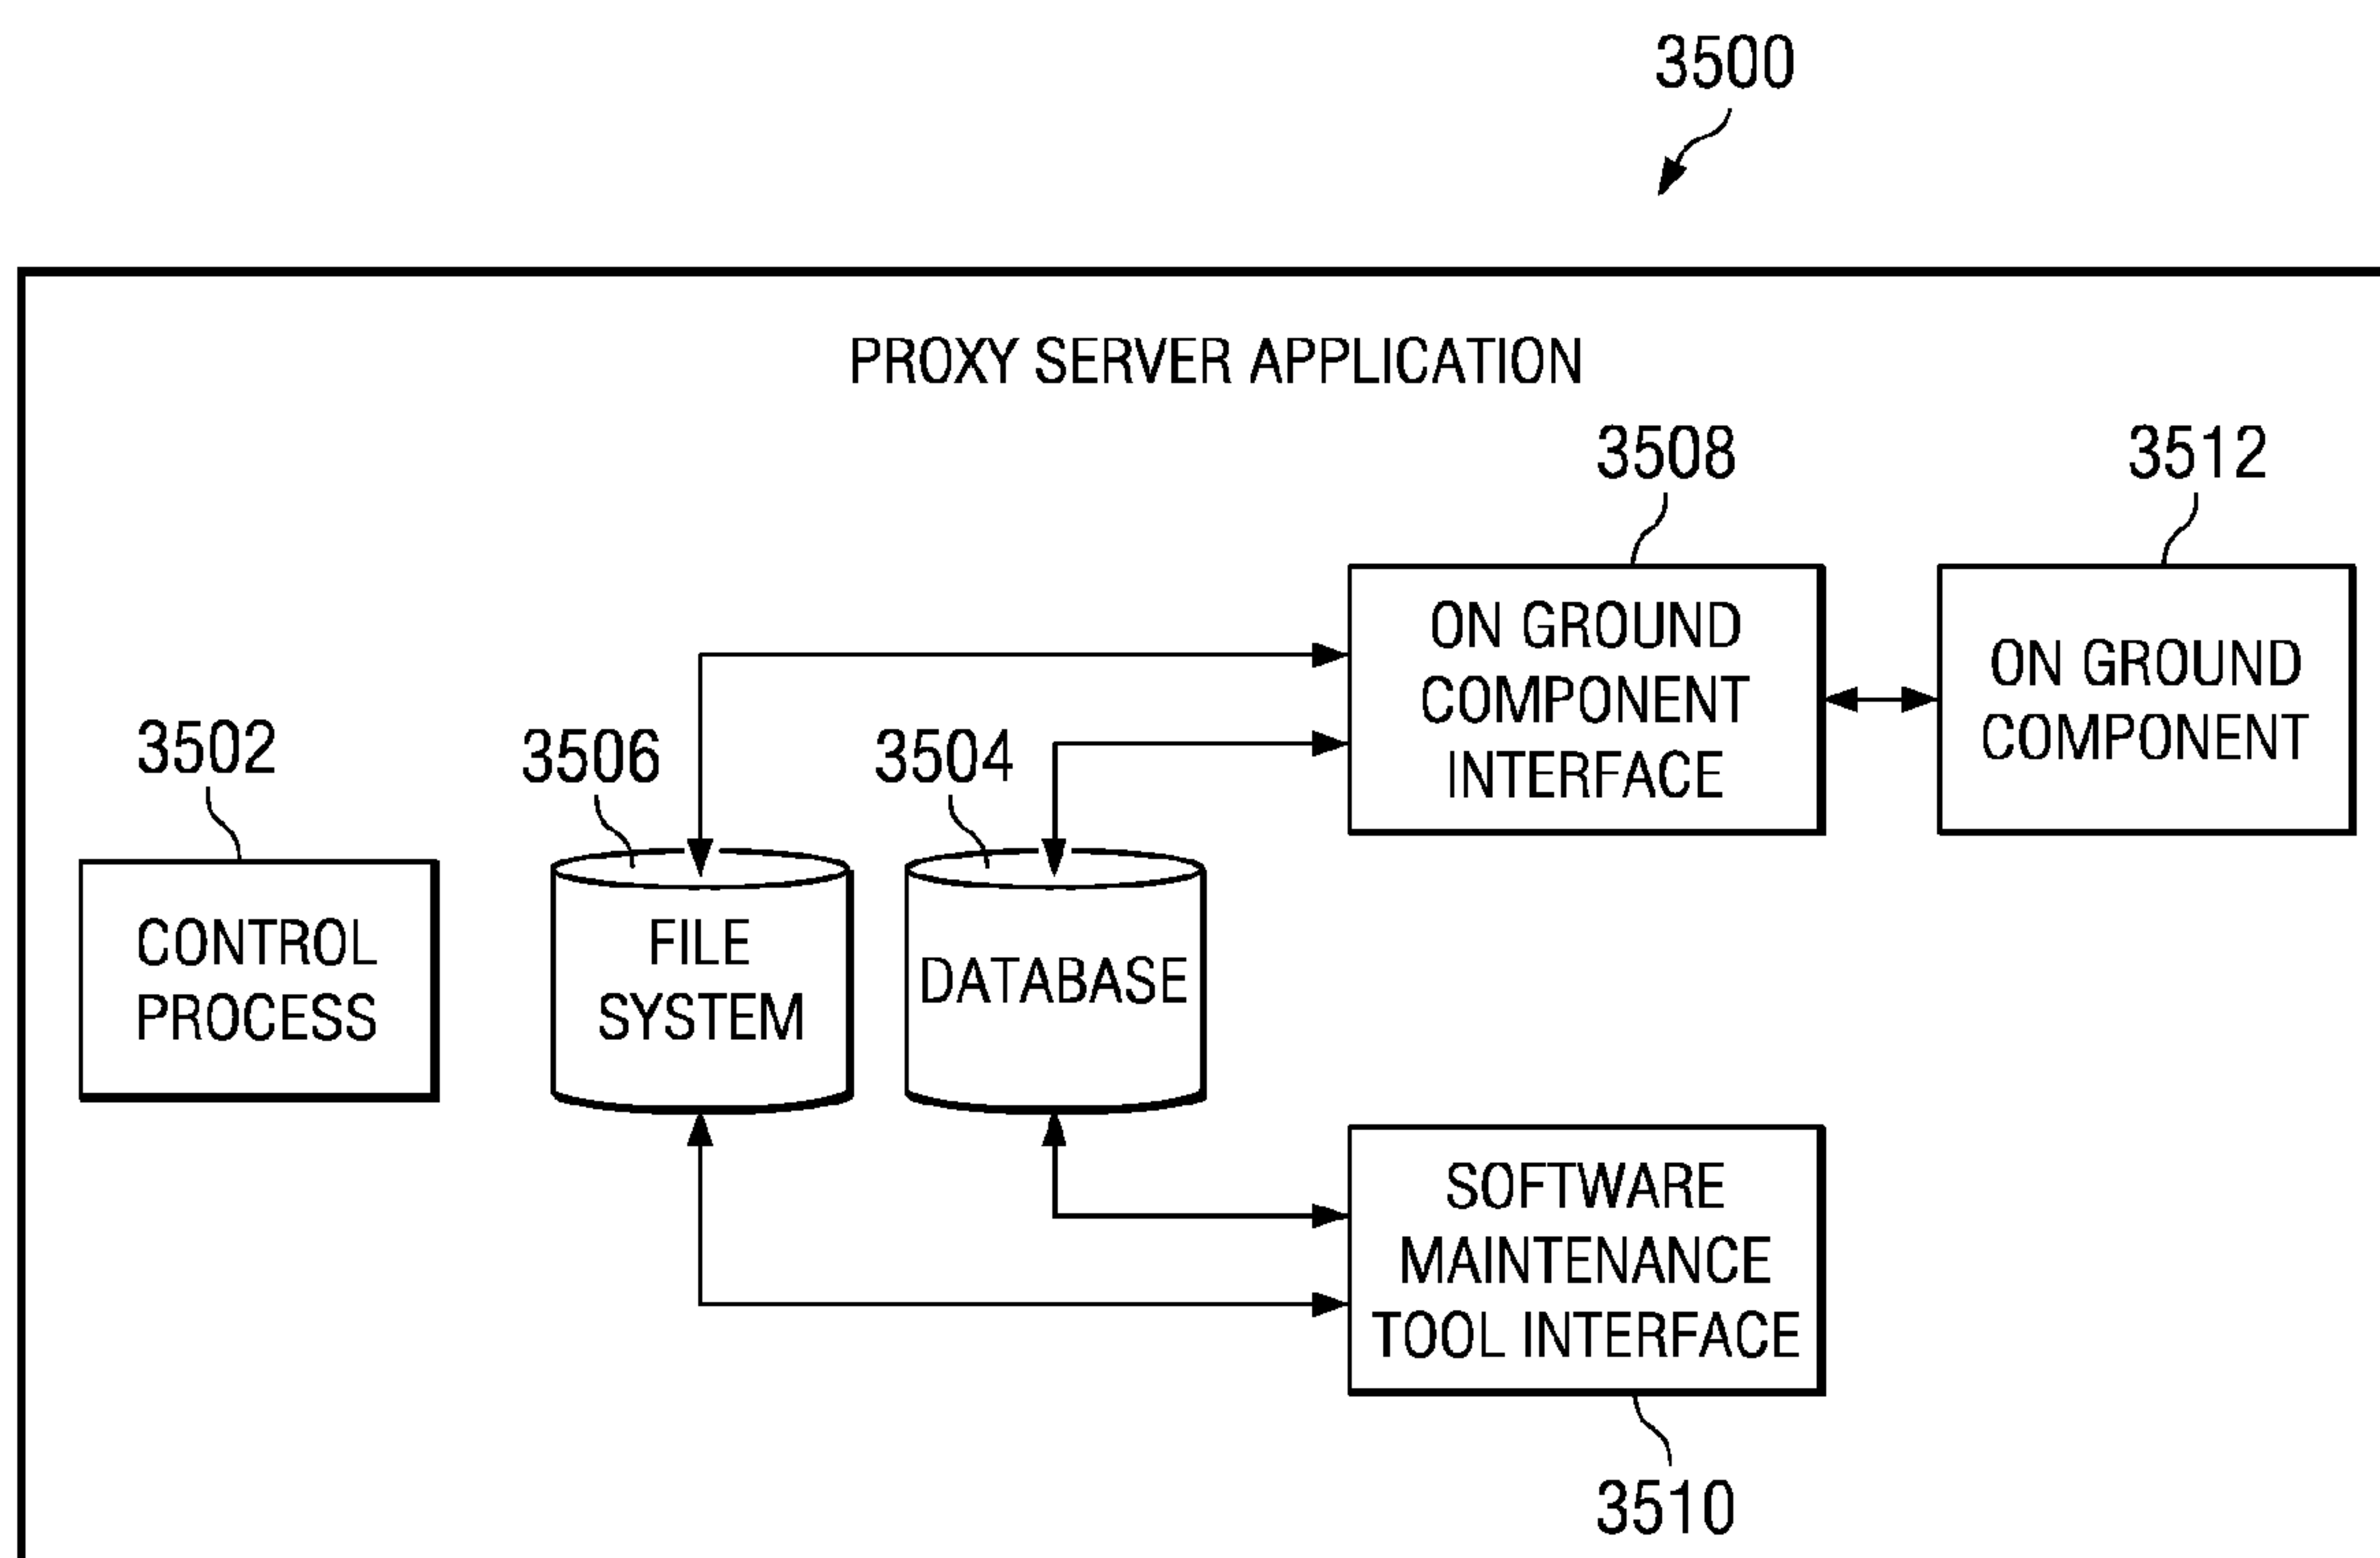 3500
PROXY SERVER APPLICATION
3508
3512
ON GROUND
COMPONENT
INTERFACE
ON GROUND
COMPONENT
3502
3506
3504
CONTROL
PROCESS
FILE
SYSTEM
DATABASE
SOFTWARE
MAINTENANCE
TOOL INTERFACE
3510